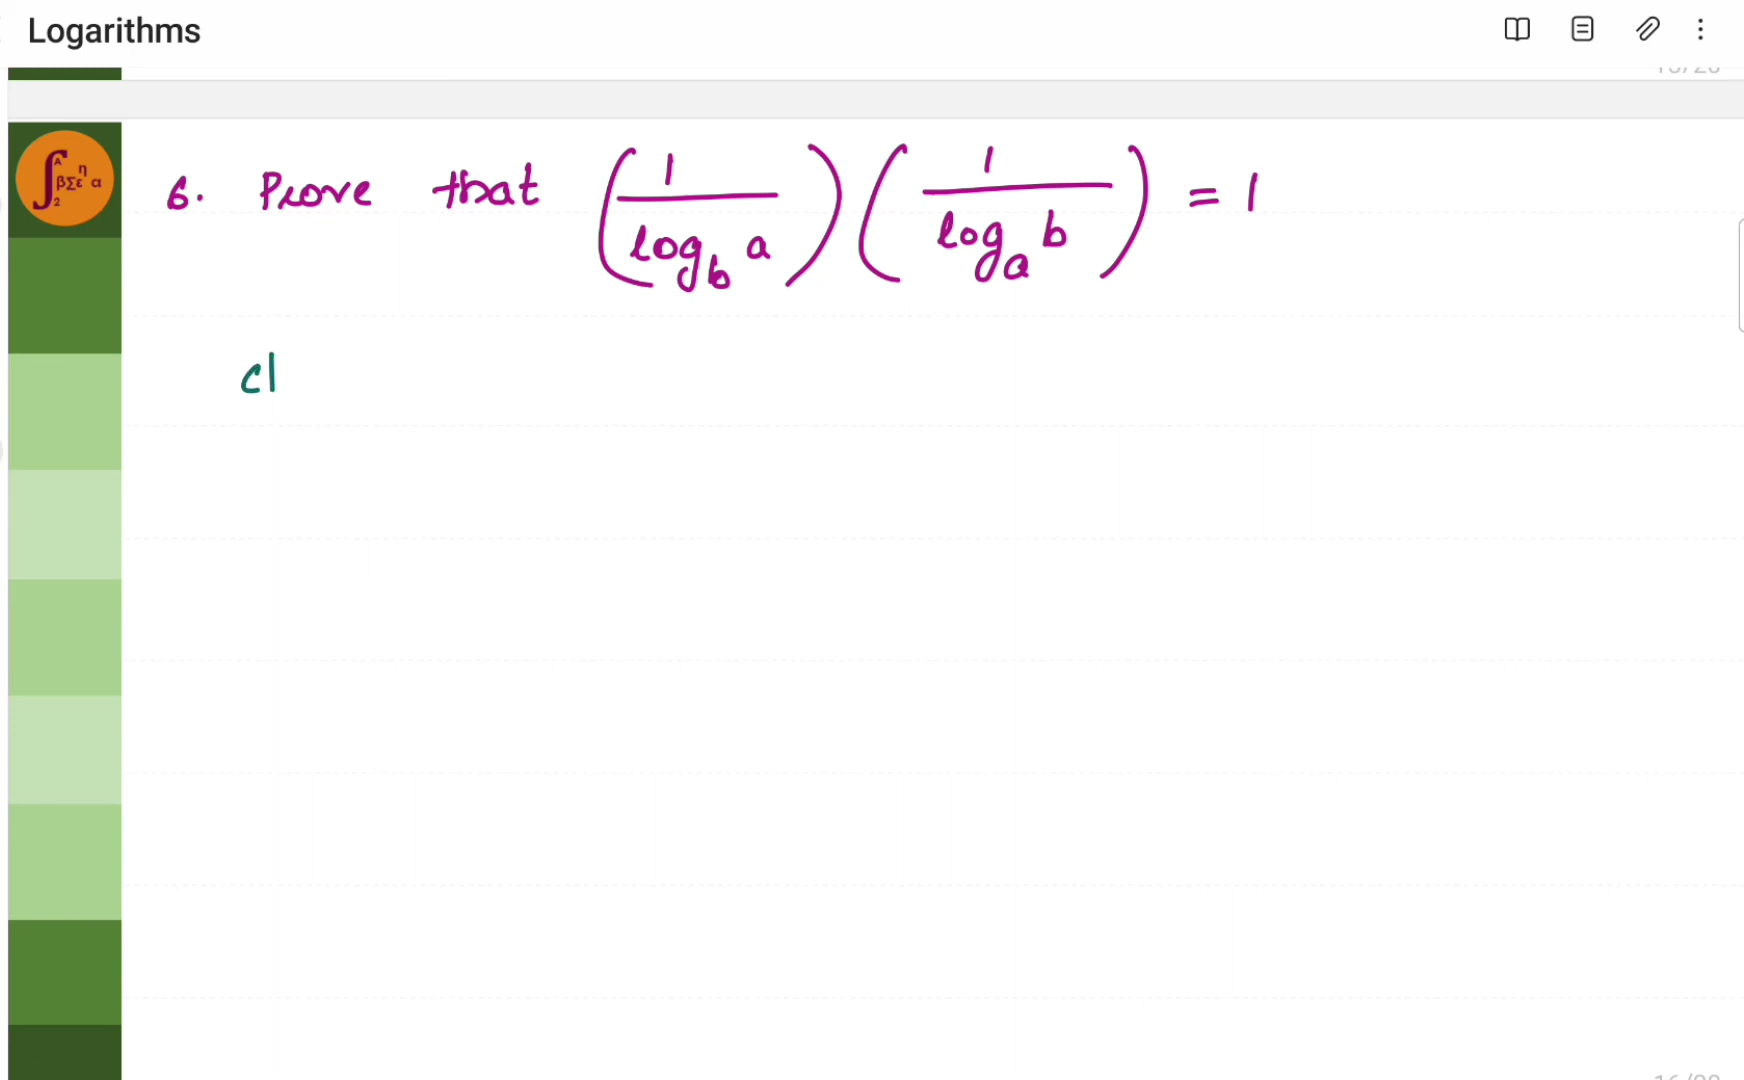 Logarithms
6. Prove that (1/log_b a)(1/log_a b) = 1
cl